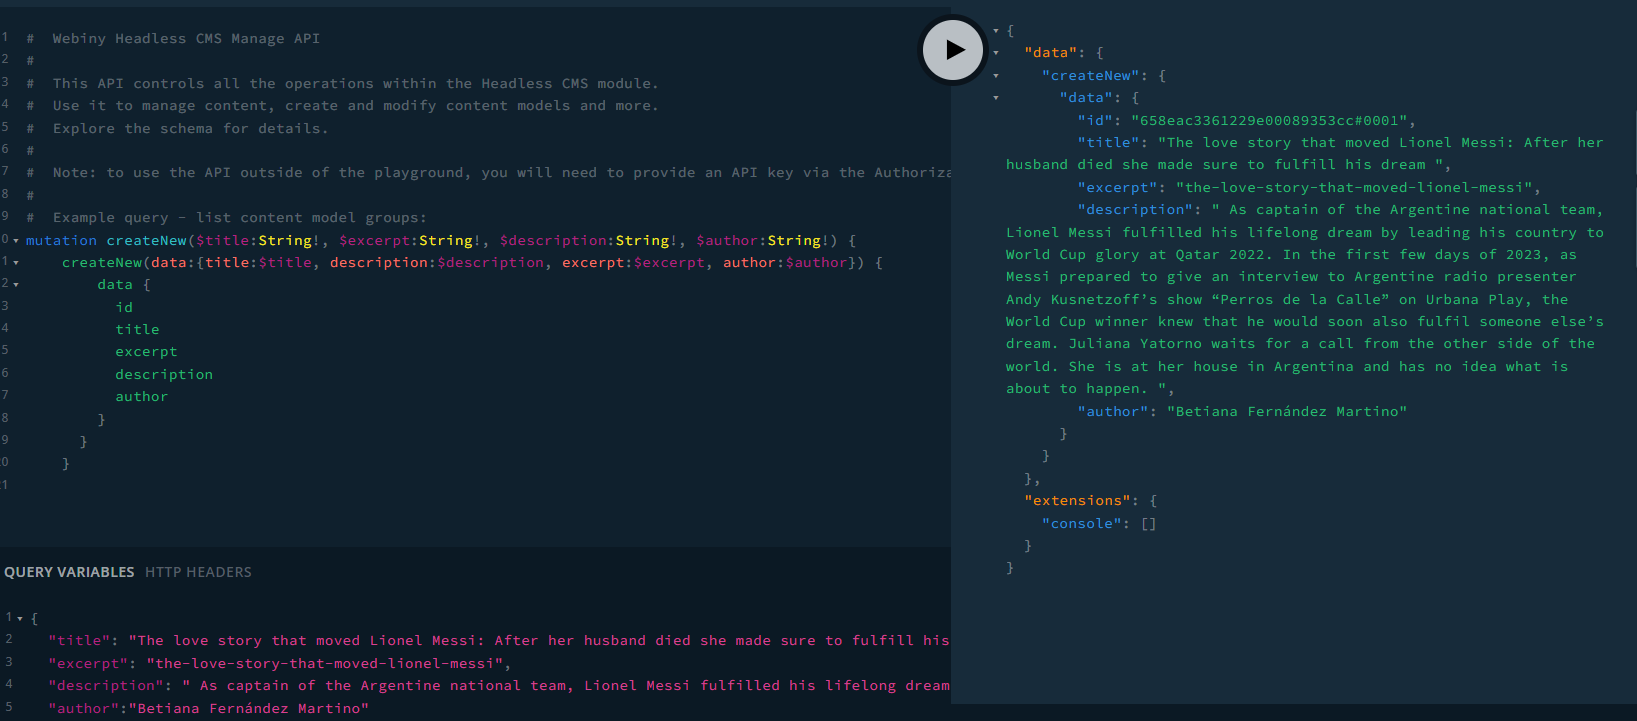 1 #  Webiny Headless CMS Manage API
2 #
3 #  This API controls all the operations within the Headless CMS module.
4 #  Use it to manage content, create and modify content models and more.
5 #  Explore the schema for details.
6 #
7 #  Note: to use the API outside of the playground, you will need to provide an API key via the Authoriza
8 #
9 #  Example query – list content model groups:
0 mutation createNew($title:String!, $excerpt:String!, $description:String!, $author:String!) {
1 createNew(data:{title:$title, description:$description, excerpt:$excerpt, author:$author}) {
2 data {
3 id
4 title
5 excerpt
6 description
7 author
8 }
9 }
20 }
21
QUERY VARIABLES HTTP HEADERS
1 {
2 "title": "The love story that moved Lionel Messi: After her husband died she made sure to fulfill his
3 "excerpt": "the-love-story-that-moved-lionel-messi",
4 "description": " As captain of the Argentine national team, Lionel Messi fulfilled his lifelong dream
5 "author":"Betiana Fernández Martino"
{
"data": {
"createNew": {
"data": {
"id": "658eac3361229e00089353cc#0001",
"title": "The love story that moved Lionel Messi: After her
husband died she made sure to fulfill his dream ",
"excerpt": "the-love-story-that-moved-lionel-messi",
"description": " As captain of the Argentine national team,
Lionel Messi fulfilled his lifelong dream by leading his country to
World Cup glory at Qatar 2022. In the first few days of 2023, as
Messi prepared to give an interview to Argentine radio presenter
Andy Kusnetzoff’s show “Perros de la Calle” on Urbana Play, the
World Cup winner knew that he would soon also fulfil someone else’s
dream. Juliana Yatorno waits for a call from the other side of the
world. She is at her house in Argentina and has no idea what is
about to happen. ",
"author": "Betiana Fernández Martino"
}
}
},
"extensions": {
"console": []
}
}